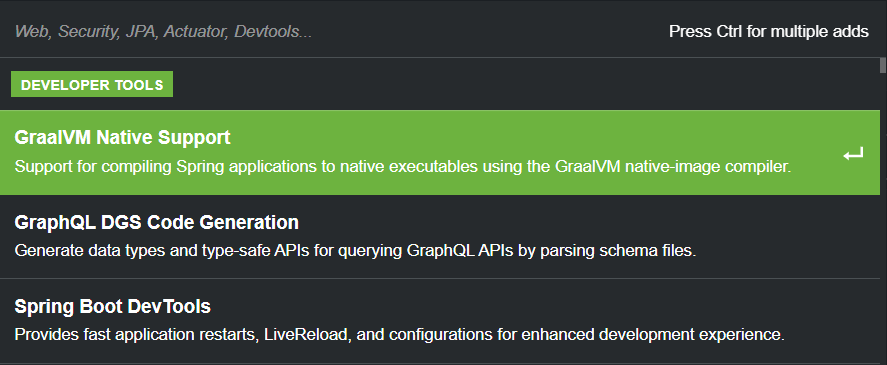 Web, Security, JPA, Actuator, Devtools...
Press Ctrl for multiple adds
DEVELOPER TOOLS
GraalVM Native Support
Support for compiling Spring applications to native executables using the GraalVM native-image compiler.
GraphQL DGS Code Generation
Generate data types and type-safe APIs for querying GraphQL APIs by parsing schema files.
Spring Boot DevTools
Provides fast application restarts, LiveReload, and configurations for enhanced development experience.